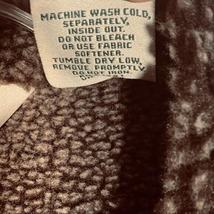 MACHINE WASH COLD,
SEPARATELY,
INSIDE OUT.
DO NOT BLEACH
OR USE FABRIC
SOFTENER.
TUMBLE DRY LOW,
REMOVE PROMPTLY.
DO NOT IRON.